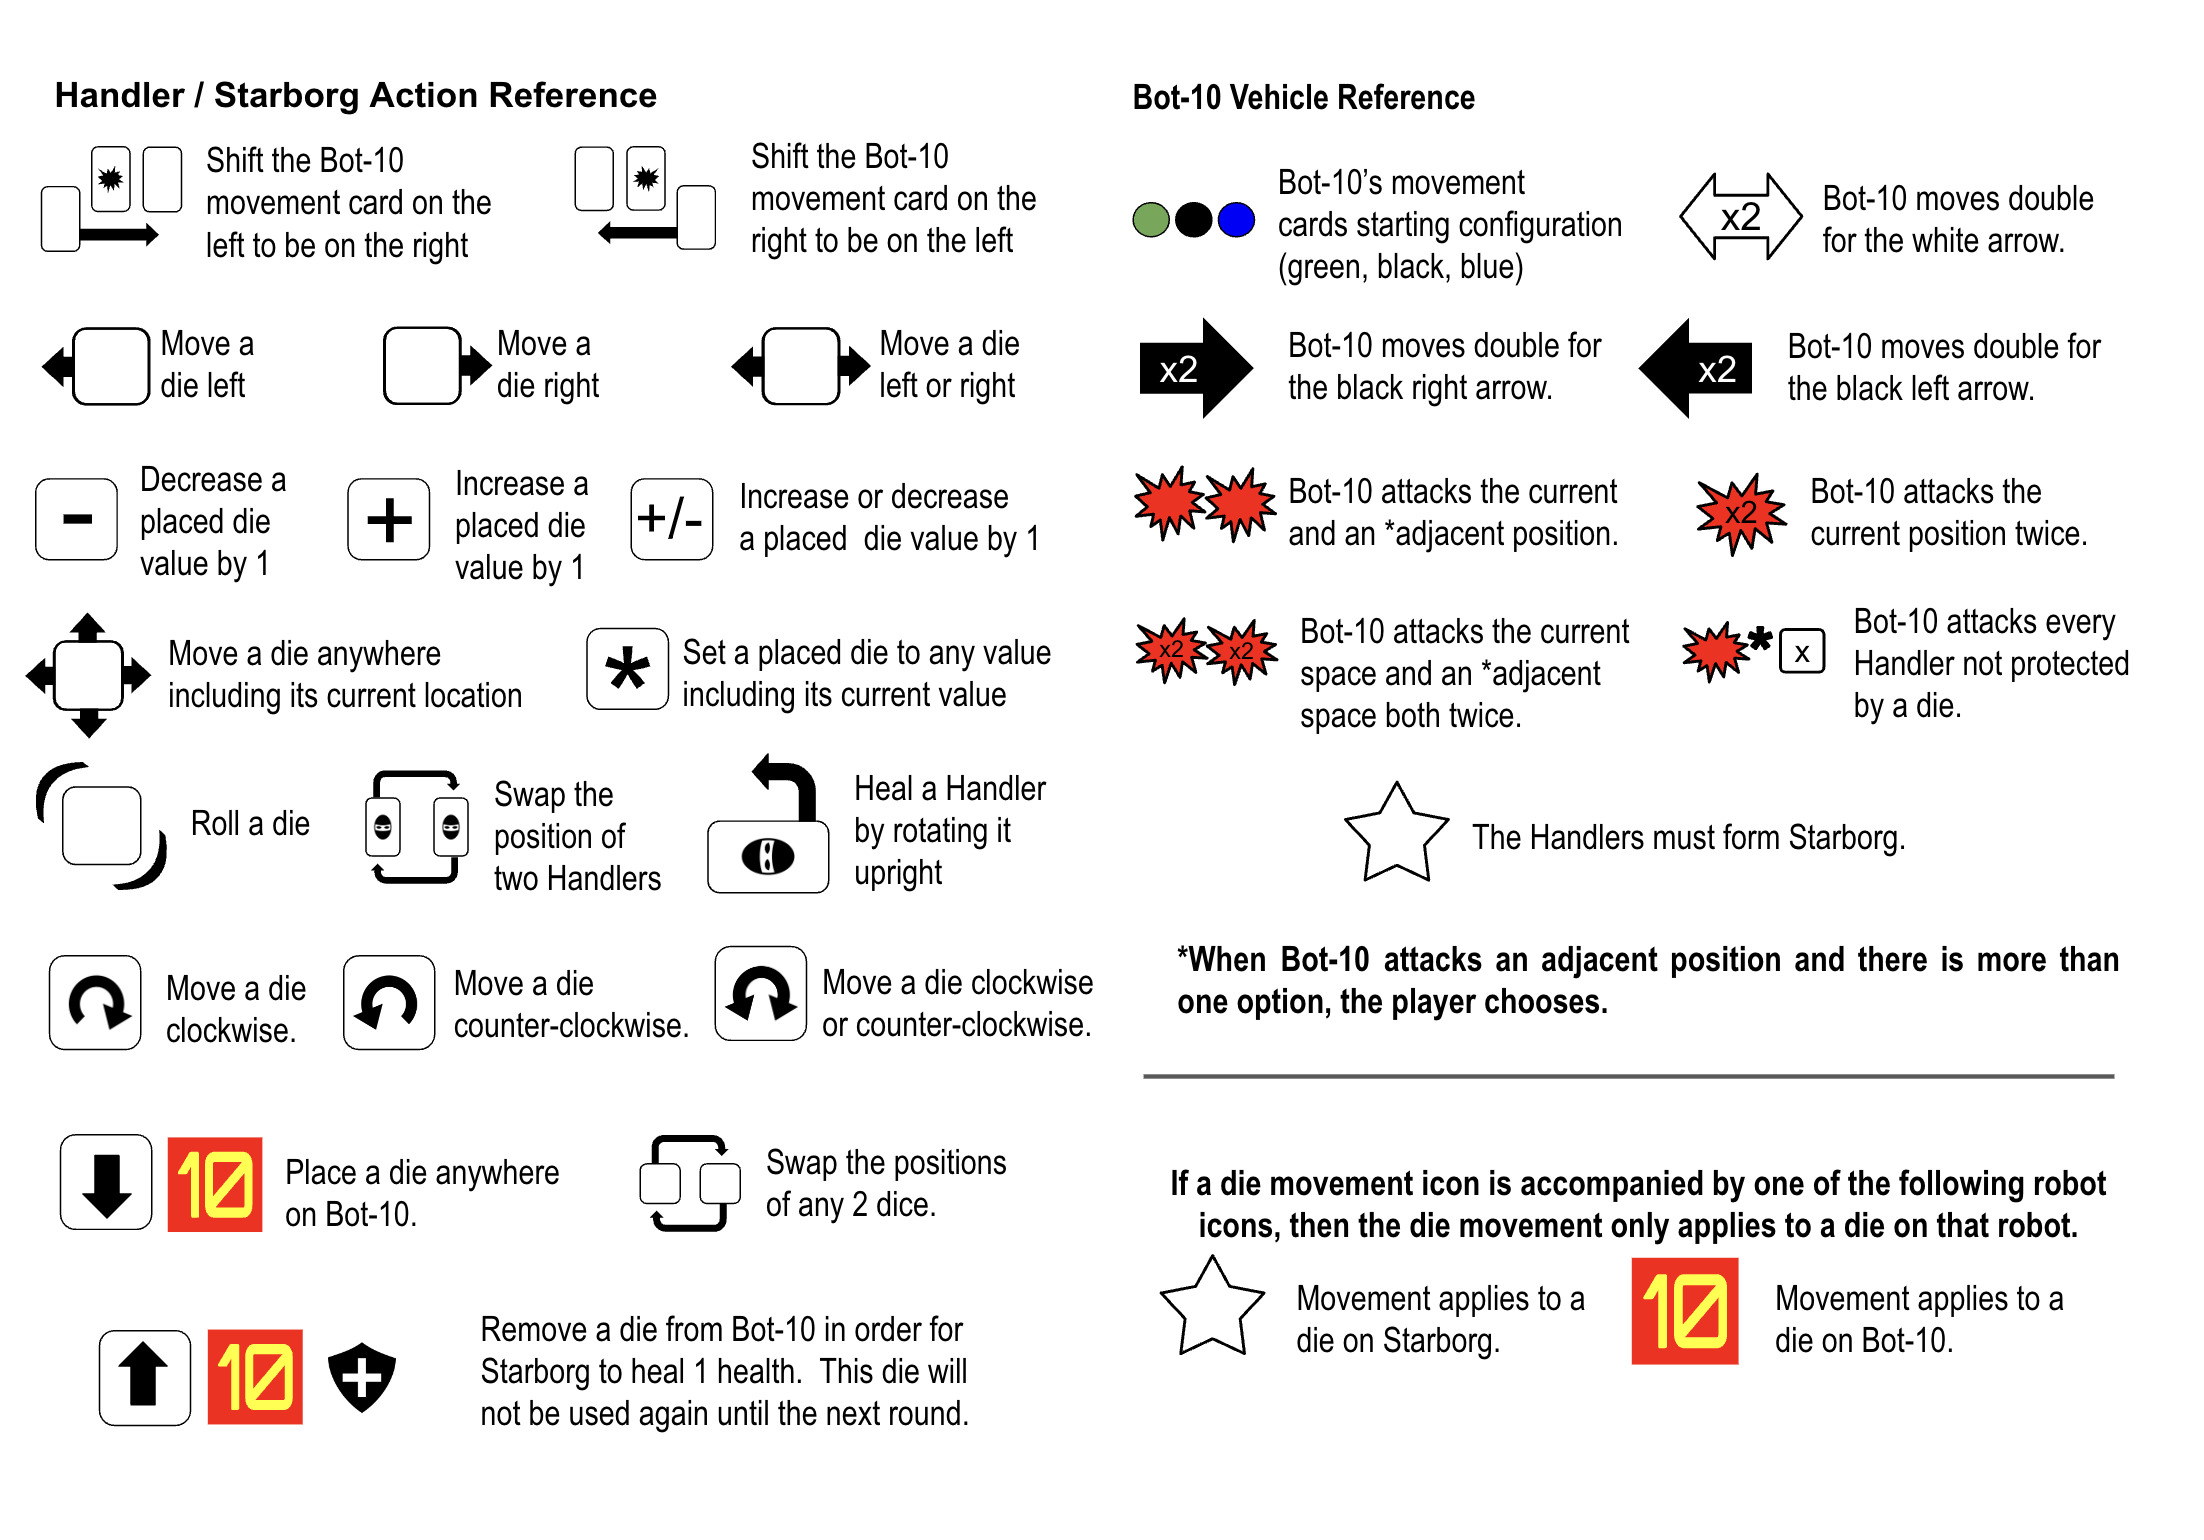 Handler / Starborg Action Reference
Shift the Bot-10
movement card on the
left to be on the right
Shift the Bot-10
movement card on the
right to be on the left
Move a
die left
Move a
die right
Move a die
left or right
-
Decrease a
placed die
value by 1
+
Increase a
placed die
value by 1
+/-
Increase or decrease
a placed die value by 1
Move a die anywhere
including its current location
*
Set a placed die to any value
including its current value
Roll a die
Swap the
position of
two Handlers
Heal a Handler
by rotating it
upright
Move a die
clockwise.
Move a die
counter-clockwise.
Move a die clockwise
or counter-clockwise.
10
Place a die anywhere
on Bot-10.
Swap the positions
of any 2 dice.
10
Remove a die from Bot-10 in order for
Starborg to heal 1 health. This die will
not be used again until the next round.
Bot-10 Vehicle Reference
Bot-10’s movement
cards starting configuration
(green, black, blue)
x2
Bot-10 moves double
for the white arrow.
x2
Bot-10 moves double for
the black right arrow.
x2
Bot-10 moves double for
the black left arrow.
Bot-10 attacks the current
and an *adjacent position.
x2
Bot-10 attacks the
current position twice.
x2 x2
Bot-10 attacks the current
space and an *adjacent
space both twice.
* x
Bot-10 attacks every
Handler not protected
by a die.
The Handlers must form Starborg.
*When Bot-10 attacks an adjacent position and there is more than
one option, the player chooses.
If a die movement icon is accompanied by one of the following robot
icons, then the die movement only applies to a die on that robot.
Movement applies to a
die on Starborg.
10
Movement applies to a
die on Bot-10.